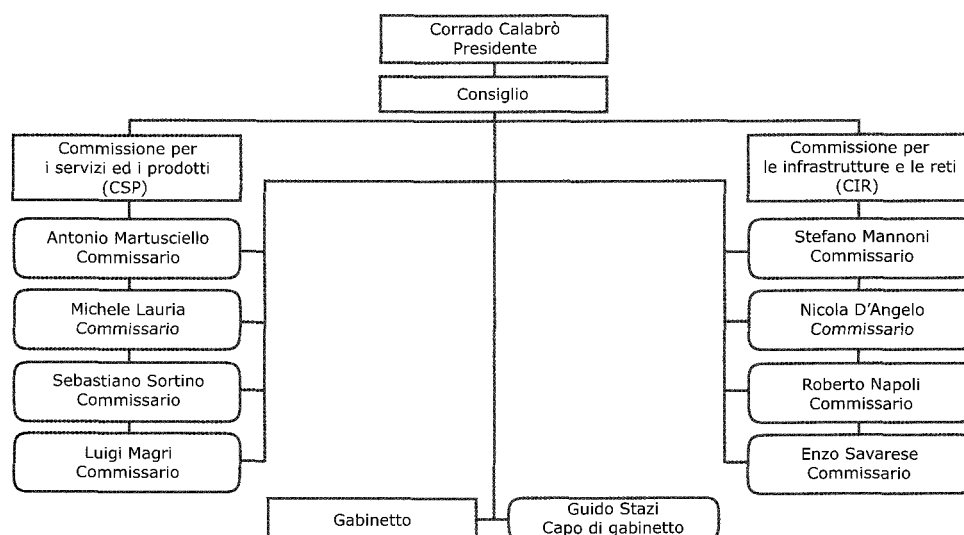 Corrado Calabrò
Presidente
Consiglio
Commissione per
i servizi ed i prodotti
(CSP)
Antonio Martusciello
Commissario
Michele Lauria
Commissario
Sebastiano Sortino
Commissario
Luigi Magri
Commissario
Commissione per
le infrastrutture e le reti
(CIR)
Stefano Mannoni
Commissario
Nicola D'Angelo
Commissario
Roberto Napoli
Commissario
Enzo Savarese
Commissario
Gabinetto
Guido Stazi
Capo di gabinetto